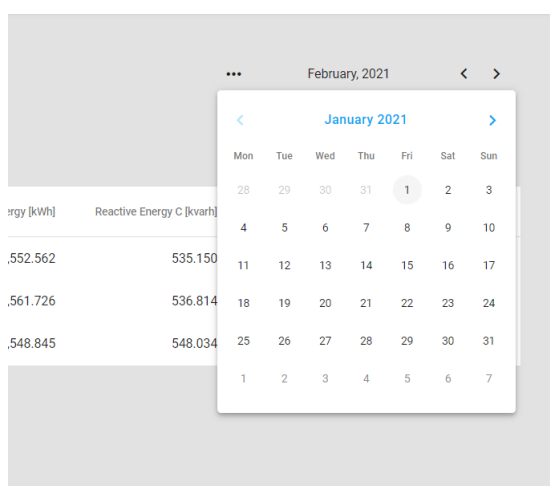 ••• February, 2021 < >
< January 2021 >
Mon Tue Wed Thu Fri Sat Sun
28 29 30 31 1 2 3
ergy [kWh] Reactive Energy C [kvarh]
4 5 6 7 8 9 10
,552.562 535.150
11 12 13 14 15 16 17
,561.726 536.814
18 19 20 21 22 23 24
,548.845 548.034
25 26 27 28 29 30 31
1 2 3 4 5 6 7